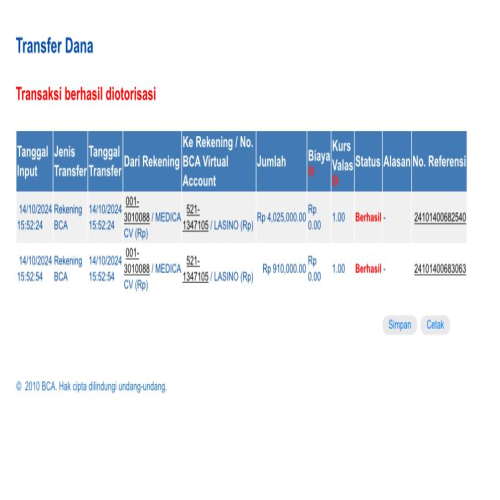 Transfer Dana
Transaksi berhasil diotorisasi
Tanggal Input Jenis Transfer Tanggal Transfer Dari Rekening Ke Rekening / No. BCA Virtual Account Jumlah Biaya Kurs Valas Status Alasan No. Referensi
14/10/2024 15:52:24 Rekening BCA 14/10/2024 15:52:24 001-3010088 / MEDICA CV (Rp) 521-1347105 / LASINO (Rp) Rp 4,025,000.00 Rp 0.00 1.00 Berhasil - 24101400682540
14/10/2024 15:52:54 Rekening BCA 14/10/2024 15:52:54 001-3010088 / MEDICA CV (Rp) 521-1347105 / LASINO (Rp) Rp 910,000.00 Rp 0.00 1.00 Berhasil - 24101400683063
Simpan Cetak
© 2010 BCA. Hak cipta dilindungi undang-undang.